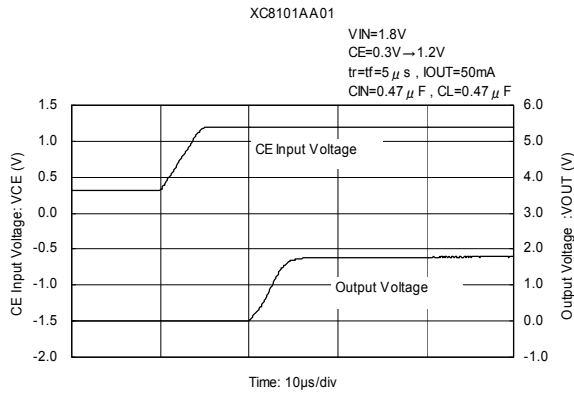 XC8101AA01
VIN=1.8V
CE=0.3V→1.2V
tr=tf=5 μ s , IOUT=50mA
CIN=0.47 μ F , CL=0.47 μ F
CE Input Voltage: VCE (V)
1.5
1.0
0.5
0.0
-0.5
-1.0
-1.5
-2.0
CE Input Voltage
Output Voltage
6.0
5.0
4.0
3.0
2.0
1.0
0.0
-1.0
Output Voltage :VOUT (V)
Time: 10μs/div